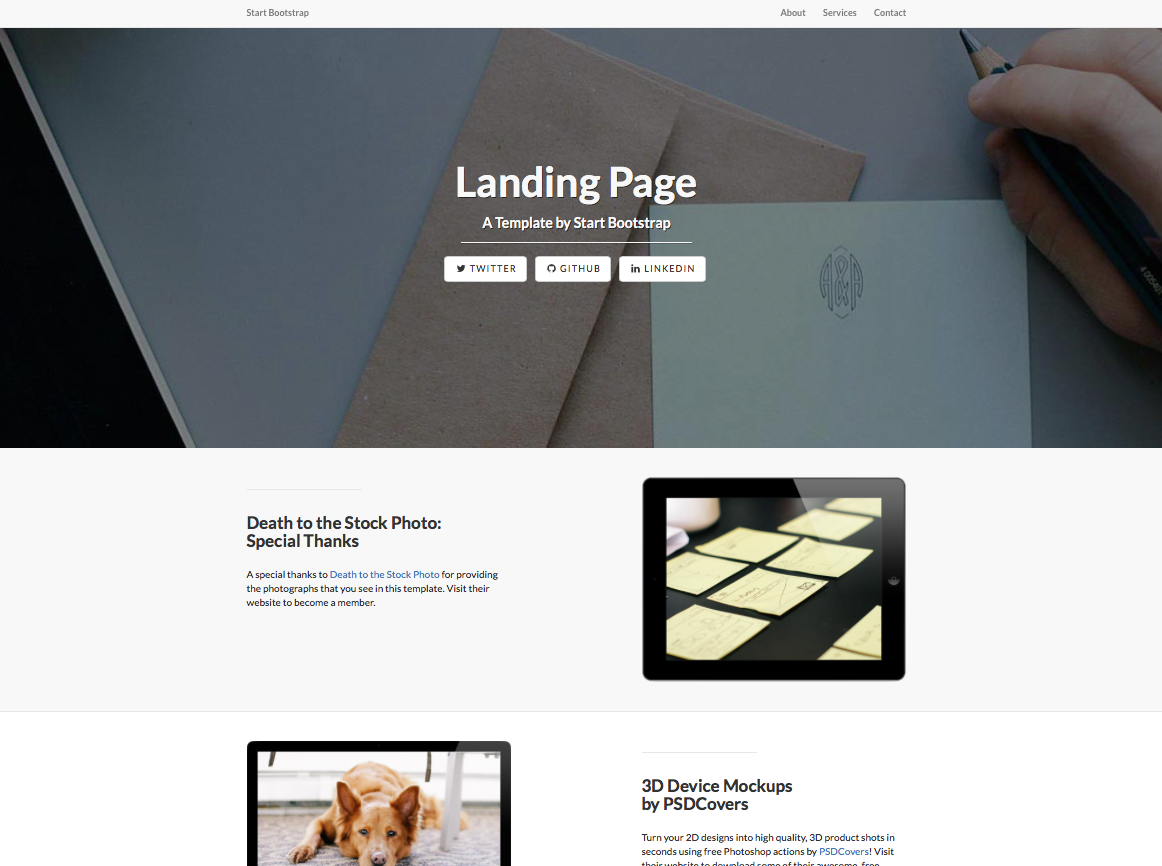 Start Bootstrap
About Services Contact
Landing Page
A Template by Start Bootstrap
TWITTER GITHUB LINKEDIN
Death to the Stock Photo:
Special Thanks
A special thanks to Death to the Stock Photo for providing
the photographs that you see in this template. Visit their
website to become a member.
3D Device Mockups
by PSDCovers
Turn your 2D designs into high quality, 3D product shots in
seconds using free Photoshop actions by PSDCovers! Visit
their website to download some of their awesome, free